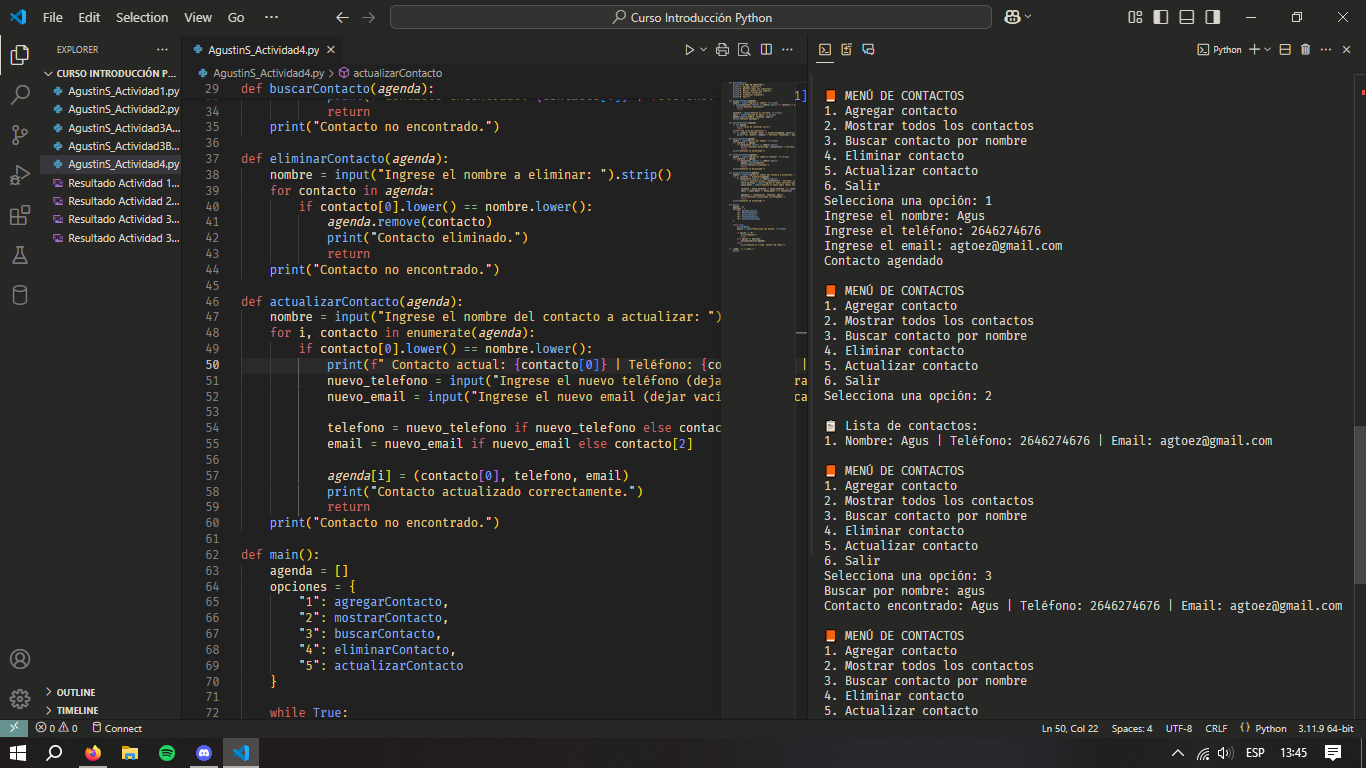 File Edit Selection View Go ···
Curso Introducción Python
EXPLORER
CURSO INTRODUCCIÓN P...
AgustinS_Actividad1.py
AgustinS_Actividad2.py
AgustinS_Actividad3A...
AgustinS_Actividad3B...
AgustinS_Actividad4.py
Resultado Actividad 1...
Resultado Actividad 2...
Resultado Actividad 3...
Resultado Actividad 3...
OUTLINE
TIMELINE
AgustinS_Actividad4.py
AgustinS_Actividad4.py > actualizarContacto
29 def buscarContacto(agenda):
34 return
35 print("Contacto no encontrado.")
36
37 def eliminarContacto(agenda):
38 nombre = input("Ingrese el nombre a eliminar: ").strip()
39 for contacto in agenda:
40 if contacto[0].lower() == nombre.lower():
41 agenda.remove(contacto)
42 print("Contacto eliminado.")
43 return
44 print("Contacto no encontrado.")
45
46 def actualizarContacto(agenda):
47 nombre = input("Ingrese el nombre del contacto a actualizar: ")
48 for i, contacto in enumerate(agenda):
49 if contacto[0].lower() == nombre.lower():
50 print(f" Contacto actual: {contacto[0]} | Teléfono: {co
51 nuevo_telefono = input("Ingrese el nuevo teléfono (deja
52 nuevo_email = input("Ingrese el nuevo email (dejar vací
53
54 telefono = nuevo_telefono if nuevo_telefono else contac
55 email = nuevo_email if nuevo_email else contacto[2]
56
57 agenda[i] = (contacto[0], telefono, email)
58 print("Contacto actualizado correctamente.")
59 return
60 print("Contacto no encontrado.")
61
62 def main():
63 agenda = []
64 opciones = {
65 "1": agregarContacto,
66 "2": mostrarContacto,
67 "3": buscarContacto,
68 "4": eliminarContacto,
69 "5": actualizarContacto
70 }
71
72 while True:
Python
MENÚ DE CONTACTOS
1. Agregar contacto
2. Mostrar todos los contactos
3. Buscar contacto por nombre
4. Eliminar contacto
5. Actualizar contacto
6. Salir
Selecciona una opción: 1
Ingrese el nombre: Agus
Ingrese el teléfono: 2646274676
Ingrese el email: agtoez@gmail.com
Contacto agendado
MENÚ DE CONTACTOS
1. Agregar contacto
2. Mostrar todos los contactos
3. Buscar contacto por nombre
4. Eliminar contacto
5. Actualizar contacto
6. Salir
Selecciona una opción: 2
Lista de contactos:
1. Nombre: Agus | Teléfono: 2646274676 | Email: agtoez@gmail.com
MENÚ DE CONTACTOS
1. Agregar contacto
2. Mostrar todos los contactos
3. Buscar contacto por nombre
4. Eliminar contacto
5. Actualizar contacto
6. Salir
Selecciona una opción: 3
Buscar por nombre: agus
Contacto encontrado: Agus | Teléfono: 2646274676 | Email: agtoez@gmail.com
MENÚ DE CONTACTOS
1. Agregar contacto
2. Mostrar todos los contactos
3. Buscar contacto por nombre
4. Eliminar contacto
5. Actualizar contacto
0 0 Connect
Ln 50, Col 22 Spaces: 4 UTF-8 CRLF {} Python 3.11.9 64-bit
ESP 13:45